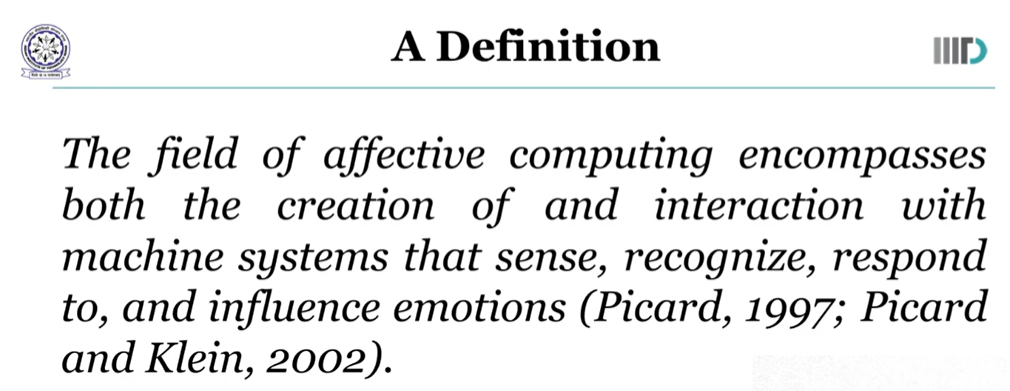 A Definition
The field of affective computing encompasses
both the creation of and interaction with
machine systems that sense, recognize, respond
to, and influence emotions (Picard, 1997; Picard
and Klein, 2002).